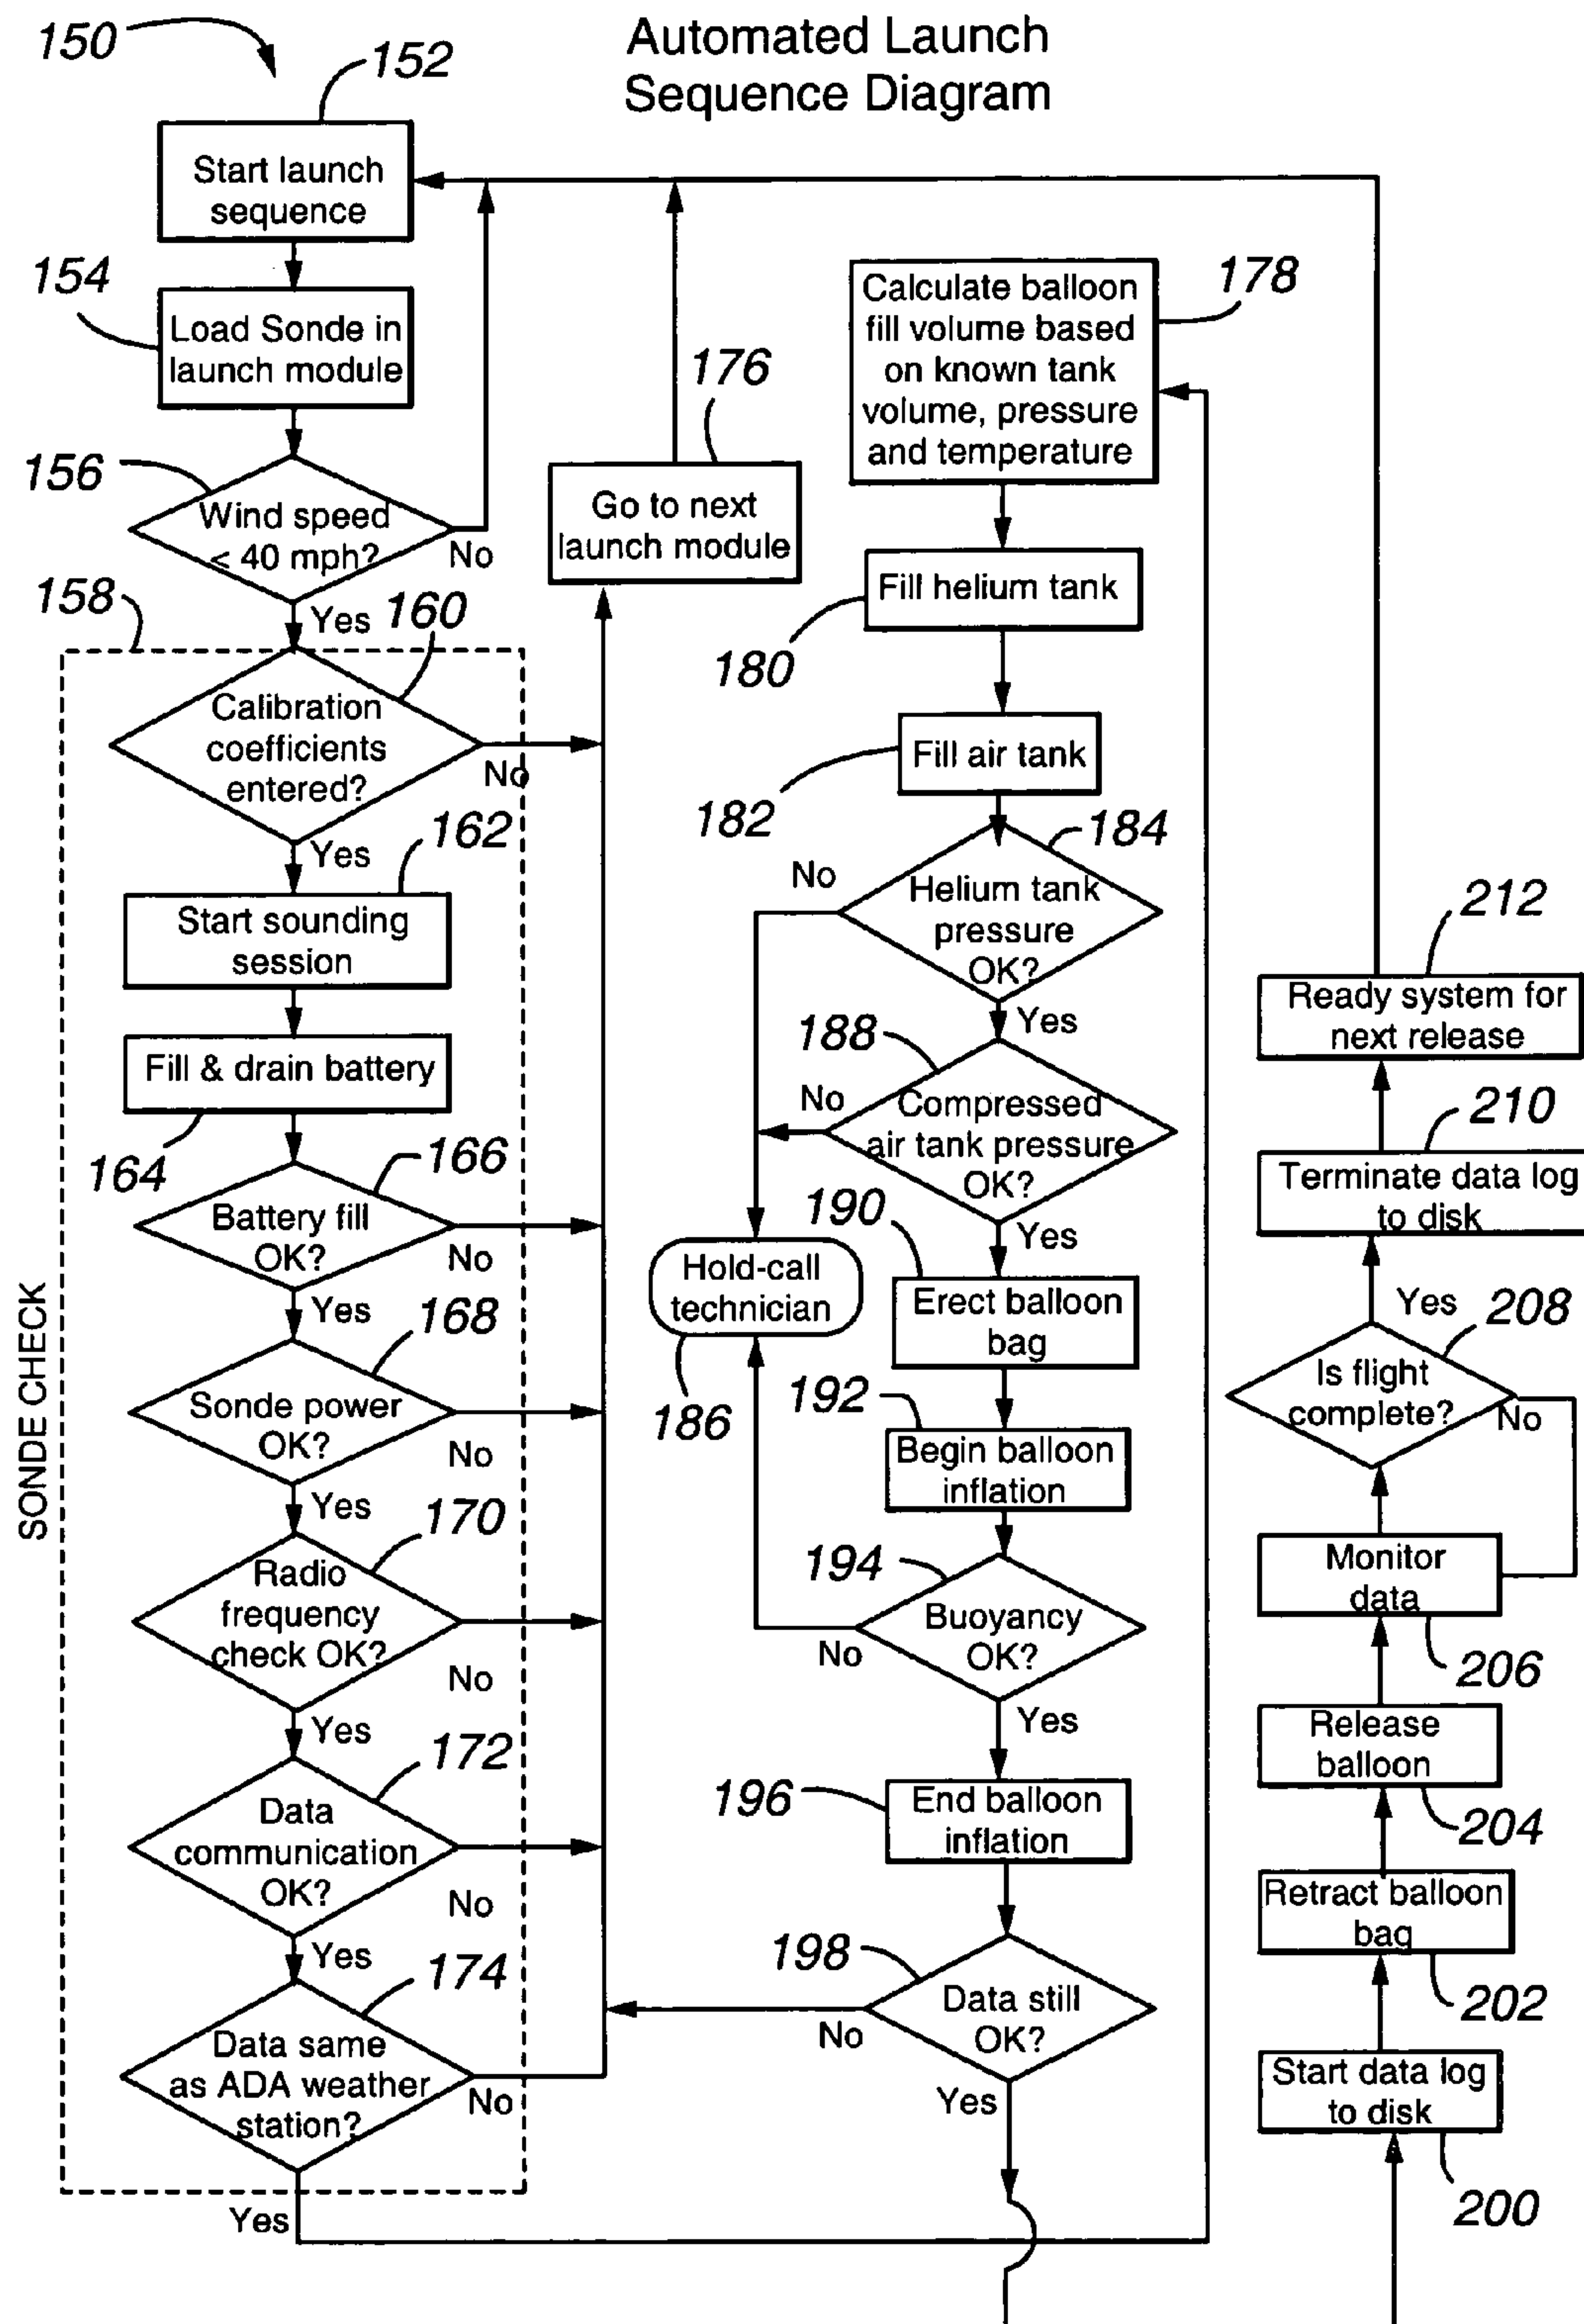 Automated Launch
Sequence Diagram
150
152
Start launch
sequence
154
Load Sonde in
launch module
156
Wind speed
< 40 mph?
No
Yes
158
160
Calibration
coefficients
entered?
No
Yes
162
Start sounding
session
Fill & drain battery
164
166
Battery fill
OK?
No
Yes
168
Sonde power
OK?
No
Yes
170
Radio
frequency
check OK?
No
Yes
172
Data
communication
OK?
No
Yes
174
Data same
as ADA weather
station?
No
Yes
SONDE CHECK
176
Go to next
launch module
178
Calculate balloon
fill volume based
on known tank
volume, pressure
and temperature
Fill helium tank
180
Fill air tank
182
184
No
Helium tank
pressure
OK?
Yes
188
No
Compressed
air tank pressure
OK?
Yes
Hold-call
technician
186
190
Erect balloon
bag
192
Begin balloon
inflation
194
Buoyancy
OK?
No
Yes
196
End balloon
inflation
198
Data still
OK?
No
Yes
212
Ready system for
next release
210
Terminate data log
to disk
Yes
208
Is flight
complete?
No
Monitor
data
206
Release
balloon
204
Retract balloon
bag
202
Start data log
to disk
200